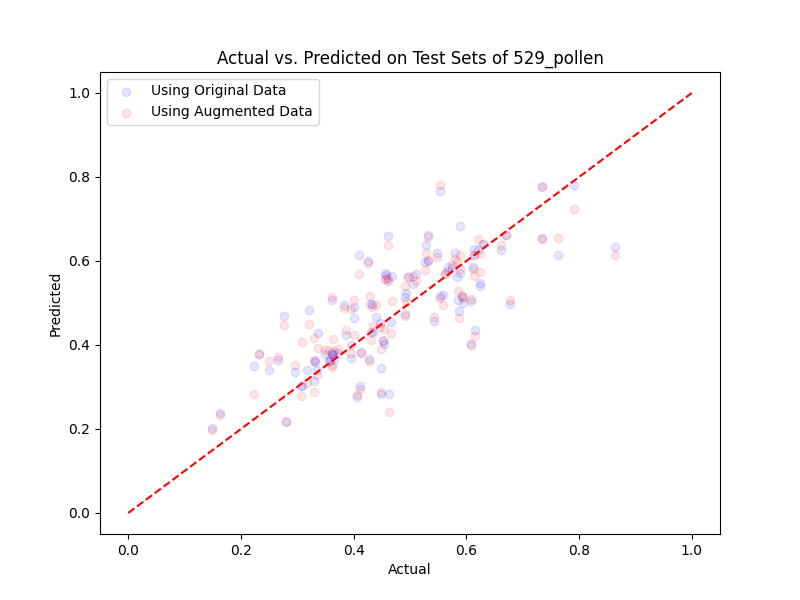 Actual vs. Predicted on Test Sets of 529_pollen
Using Original Data
Using Augmented Data
1.0
0.8
0.6
0.4
0.2
0.0
Predicted
0.0 0.2 0.4 0.6 0.8 1.0
Actual